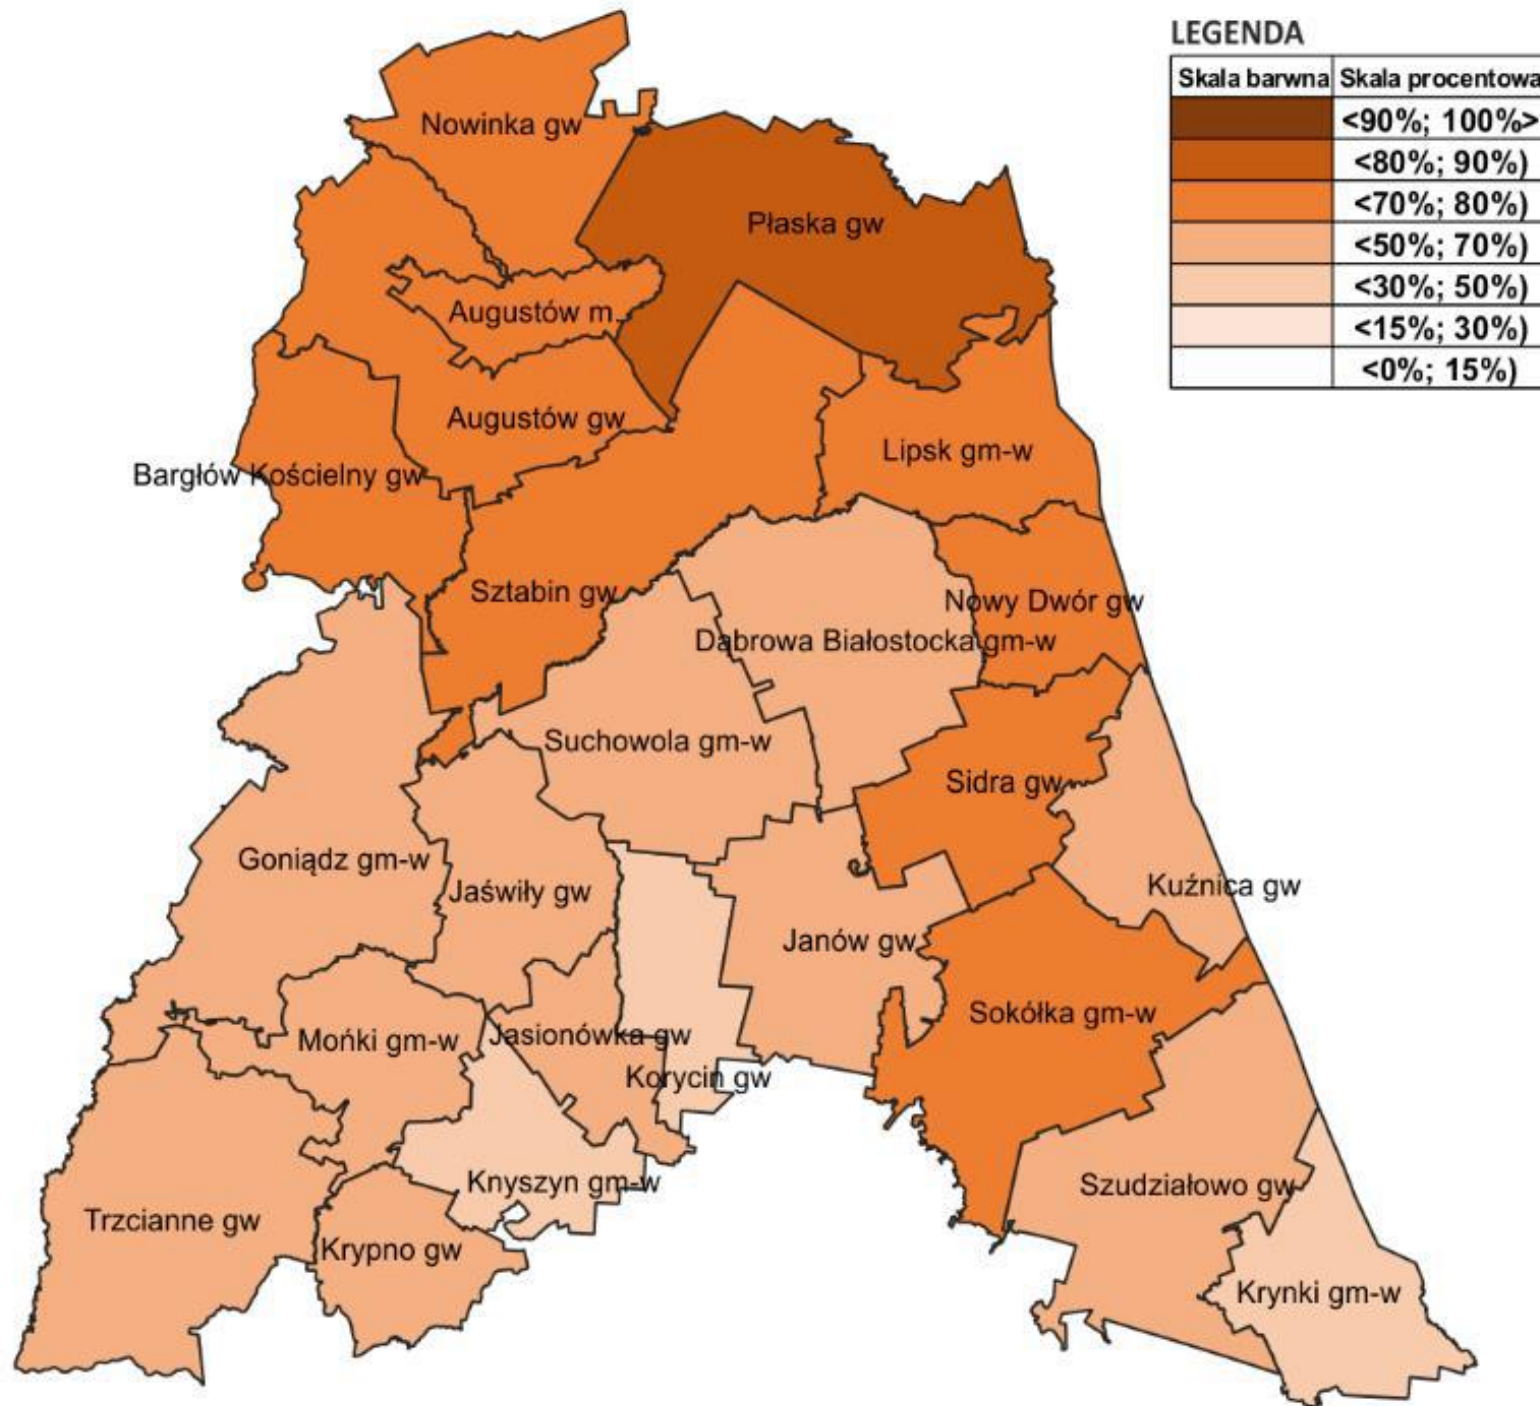 LEGENDA
Skala barwna Skala procentowa
<90%; 100%>
<80%; 90%)
<70%; 80%)
<50%; 70%)
<30%; 50%)
<15%; 30%)
<0%; 15%)
Nowinka gw
Płaska gw
Augustów m.
Augustów gw
Lipsk gm-w
Bargłów Kościelny gw
Sztabin gw
Nowy Dwór gw
Dąbrowa Białostocka gm-w
Suchowola gm-w
Sidra gw
Goniądz gm-w
Jaświły gw
Kuźnica gw
Janów gw
Sokółka gm-w
Mońki gm-w
Jasionówka gw
Korycin gw
Knyszyn gm-w
Szudziałowo gw
Trzcianne gw
Krypno gw
Krynki gm-w